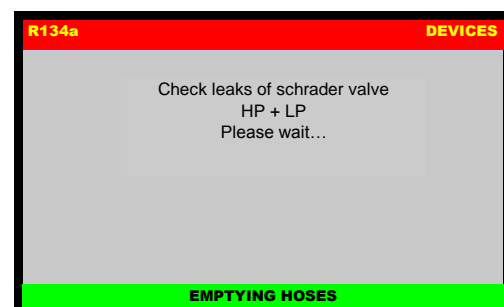 R134a DEVICES
Check leaks of schrader valve
HP + LP
Please wait…
EMPTYING HOSES